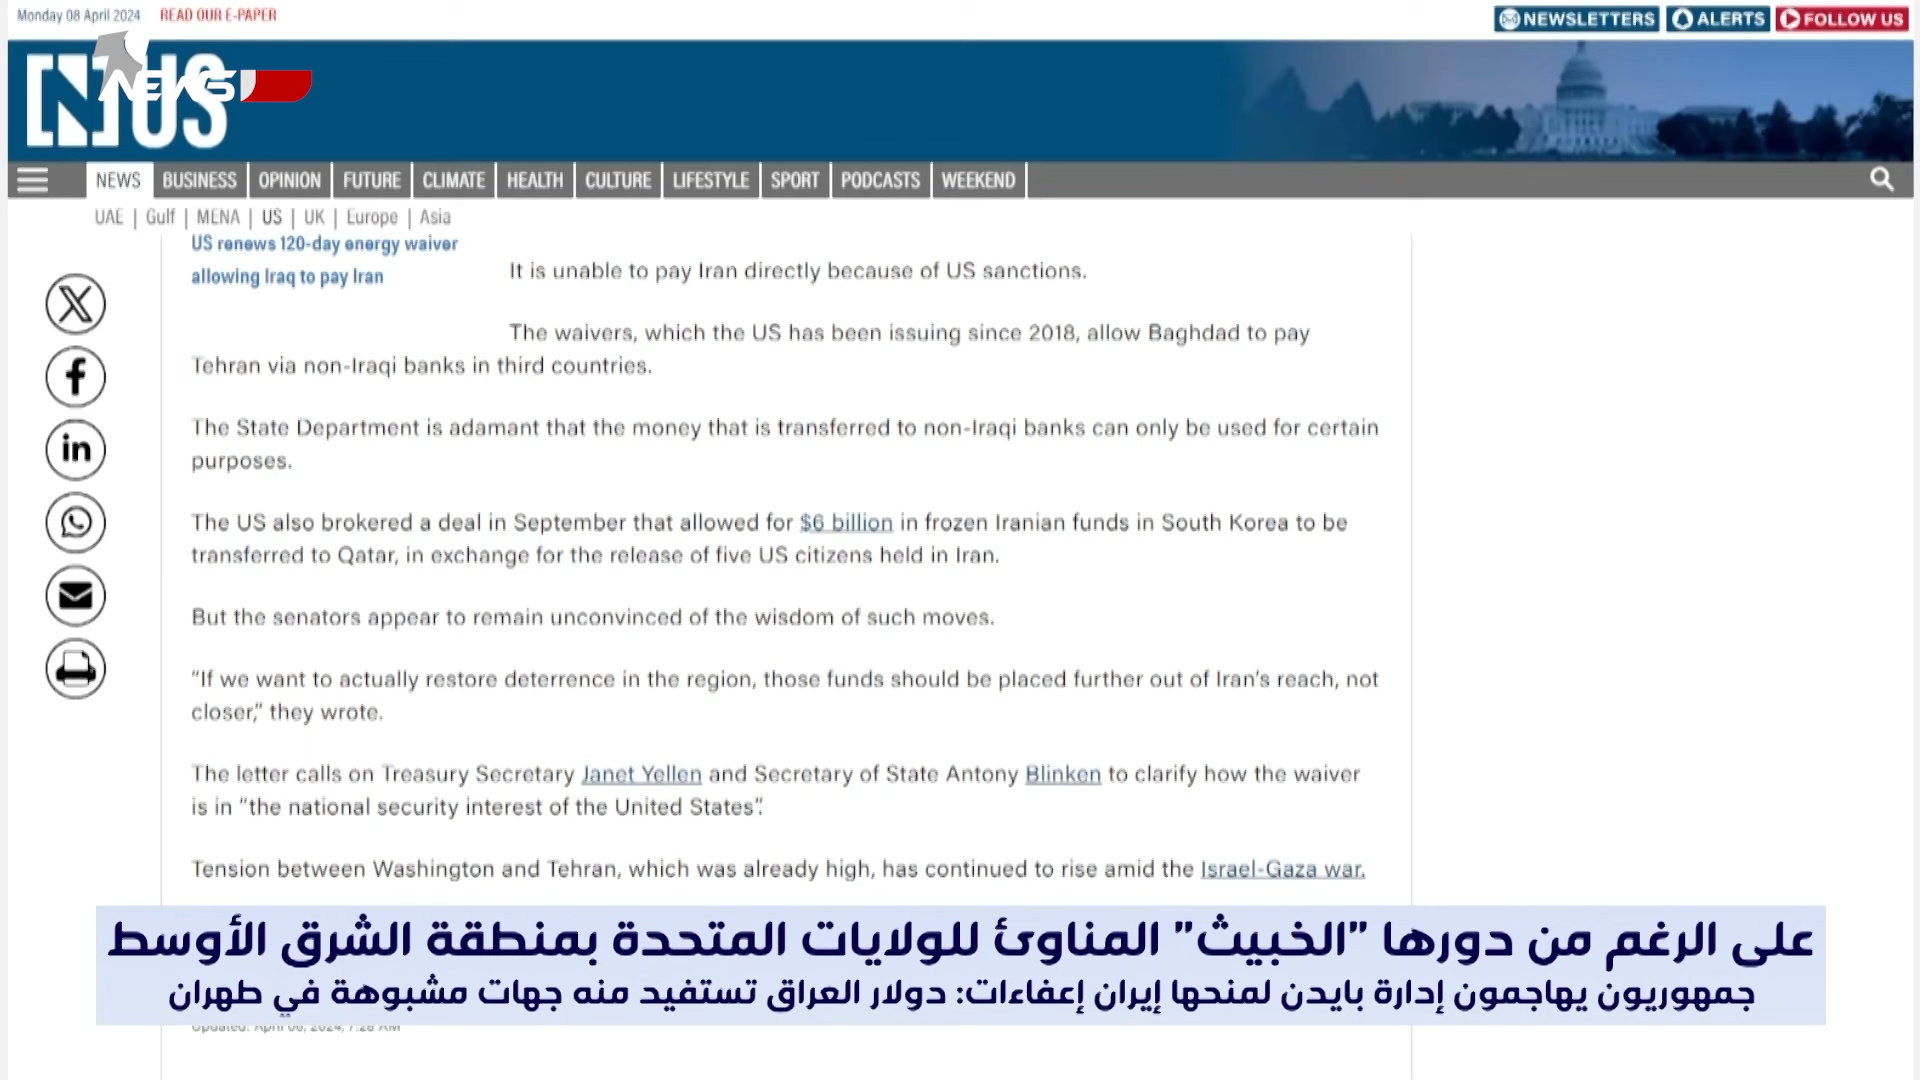 Monday 08 April 2024 READ OUR E-PAPER
NEWSLETTERS ALERTS FOLLOW US
NEWS
N US
NEWS BUSINESS OPINION FUTURE CLIMATE HEALTH CULTURE LIFESTYLE SPORT PODCASTS WEEKEND
UAE | Gulf | MENA | US | UK | Europe | Asia
US renews 120-day energy waiver
allowing Iraq to pay Iran
It is unable to pay Iran directly because of US sanctions.
The waivers, which the US has been issuing since 2018, allow Baghdad to pay
Tehran via non-Iraqi banks in third countries.
The State Department is adamant that the money that is transferred to non-Iraqi banks can only be used for certain
purposes.
The US also brokered a deal in September that allowed for $6 billion in frozen Iranian funds in South Korea to be
transferred to Qatar, in exchange for the release of five US citizens held in Iran.
But the senators appear to remain unconvinced of the wisdom of such moves.
“If we want to actually restore deterrence in the region, those funds should be placed further out of Iran’s reach, not
closer,” they wrote.
The letter calls on Treasury Secretary Janet Yellen and Secretary of State Antony Blinken to clarify how the waiver
is in “the national security interest of the United States”.
Tension between Washington and Tehran, which was already high, has continued to rise amid the Israel-Gaza war.
على الرغم من دورها "الخبيث" المناوئ للولايات المتحدة بمنطقة الشرق الأوسط
جمهوريون يهاجمون إدارة بايدن لمنحها إيران إعفاءات: دولار العراق تستفيد منه جهات مشبوهة في طهران
Updated: April 06, 2024, 7:28 AM